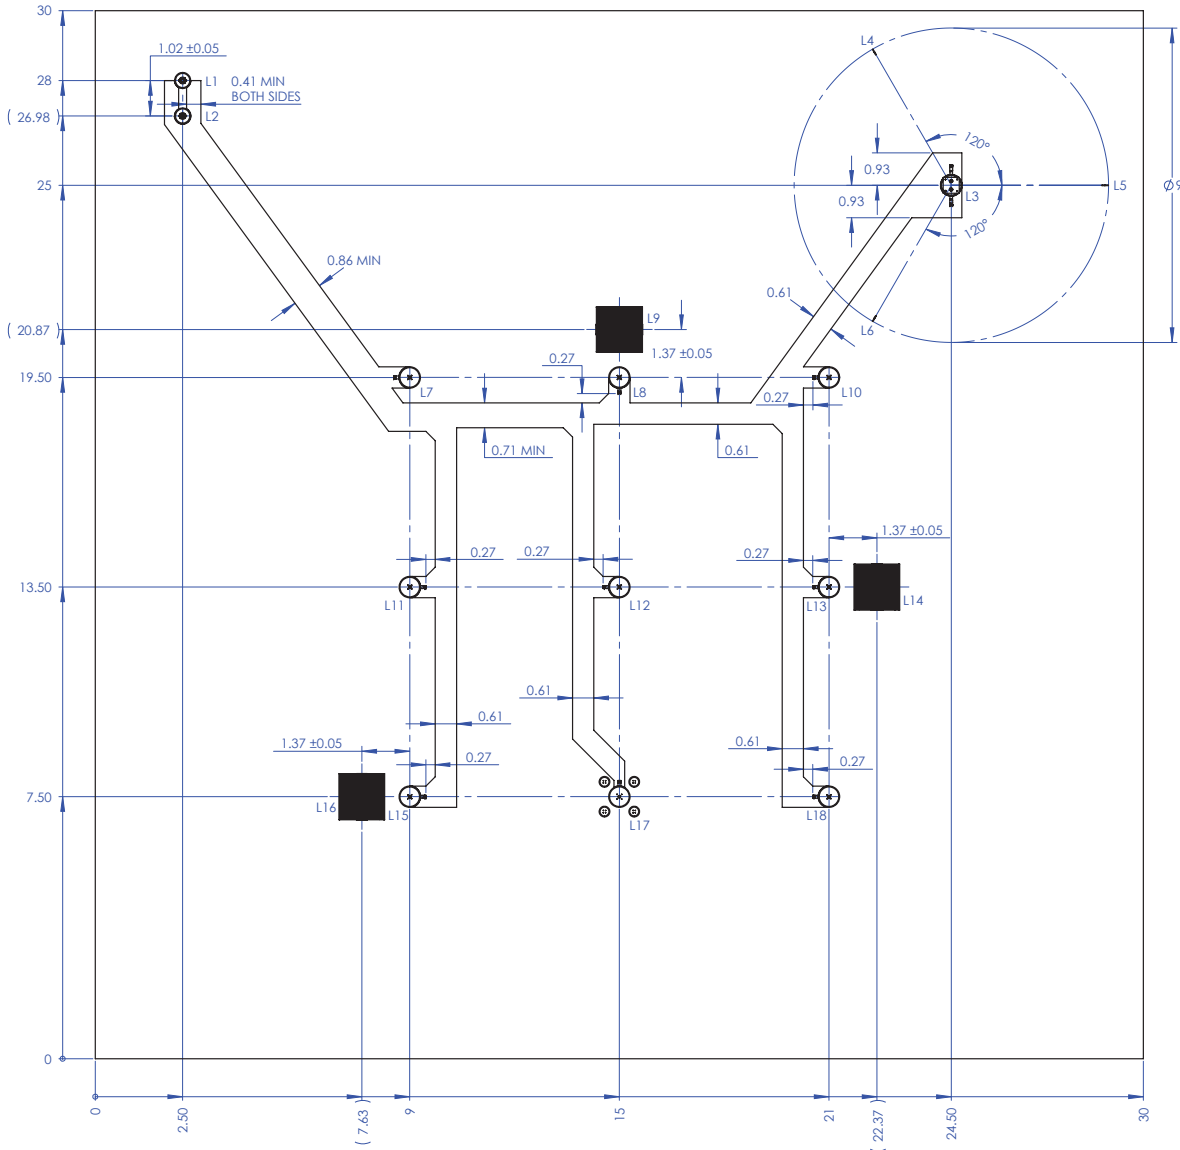 30
L4
1.02 ±0.05
28
L1
0.41 MIN
BOTH SIDES
( 26.98 )
L2
120°
0.93
25
L5
L3
0.93
120°
0.86 MIN
0.61
L9
L6
( 20.87 )
1.37 ±0.05
0.27
19.50
L7
L8
L10
0.27
0.71 MIN
0.61
1.37 ±0.05
0.27
0.27
0.27
13.50
L11
L12
L13
L14
0.61
0.61
0.61
1.37 ±0.05
0.27
0.27
7.50
L16
L15
L17
L18
0
0
2.50
( 7.63 )
9
15
21
( 22.37 )
24.50
30